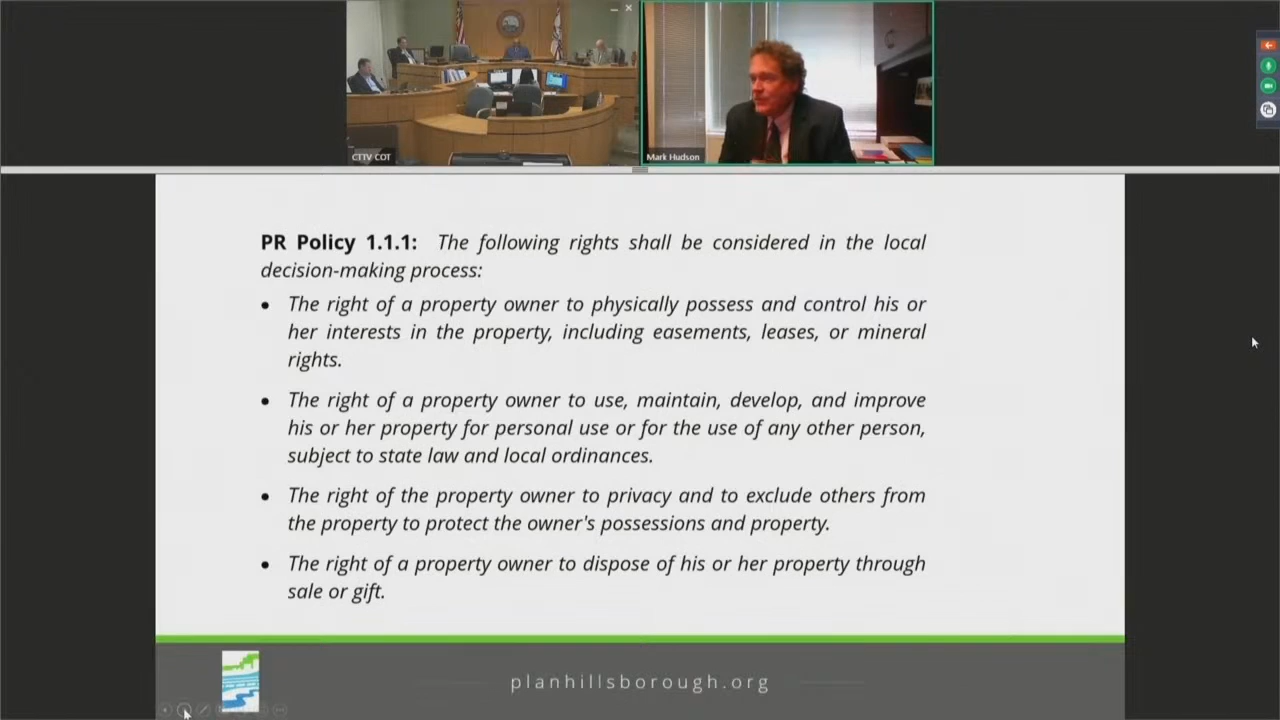 CTTV COT
Mark Hudson
PR Policy 1.1.1: The following rights shall be considered in the local
decision-making process:
• The right of a property owner to physically possess and control his or
her interests in the property, including easements, leases, or mineral
rights.
• The right of a property owner to use, maintain, develop, and improve
his or her property for personal use or for the use of any other person,
subject to state law and local ordinances.
• The right of the property owner to privacy and to exclude others from
the property to protect the owner's possessions and property.
• The right of a property owner to dispose of his or her property through
sale or gift.
planhillsborough.org